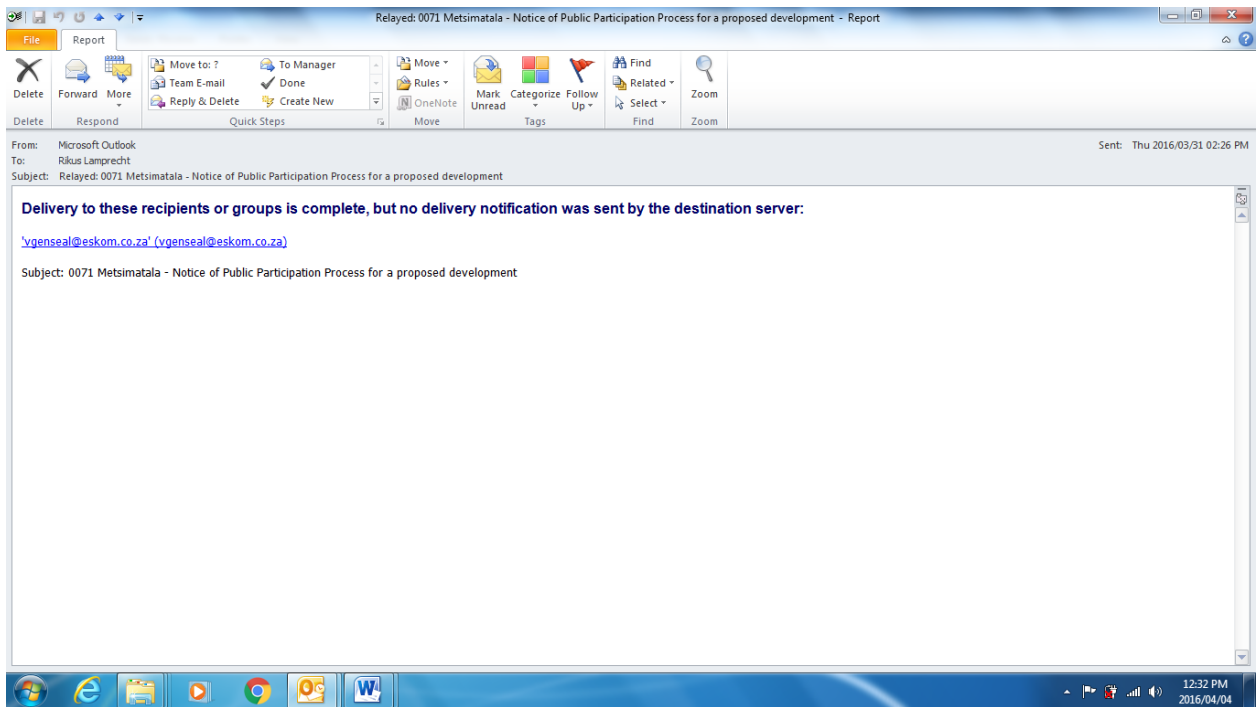 Relayed: 0071 Metsimatala - Notice of Public Participation Process for a proposed development - Report
File Report
Delete
Forward
More
Move to: ?
To Manager
Team E-mail
Done
Reply & Delete
Create New
Move
Rules
OneNote
Mark Unread
Categorize
Follow Up
Find
Related
Select
Zoom
Delete Respond Quick Steps Move Tags Find Zoom
From: Microsoft Outlook Sent: Thu 2016/03/31 02:26 PM
To: Rikus Lamprecht
Subject: Relayed: 0071 Metsimatala - Notice of Public Participation Process for a proposed development
Delivery to these recipients or groups is complete, but no delivery notification was sent by the destination server:
'vgenseal@eskom.co.za' (vgenseal@eskom.co.za)
Subject: 0071 Metsimatala - Notice of Public Participation Process for a proposed development
12:32 PM
2016/04/04